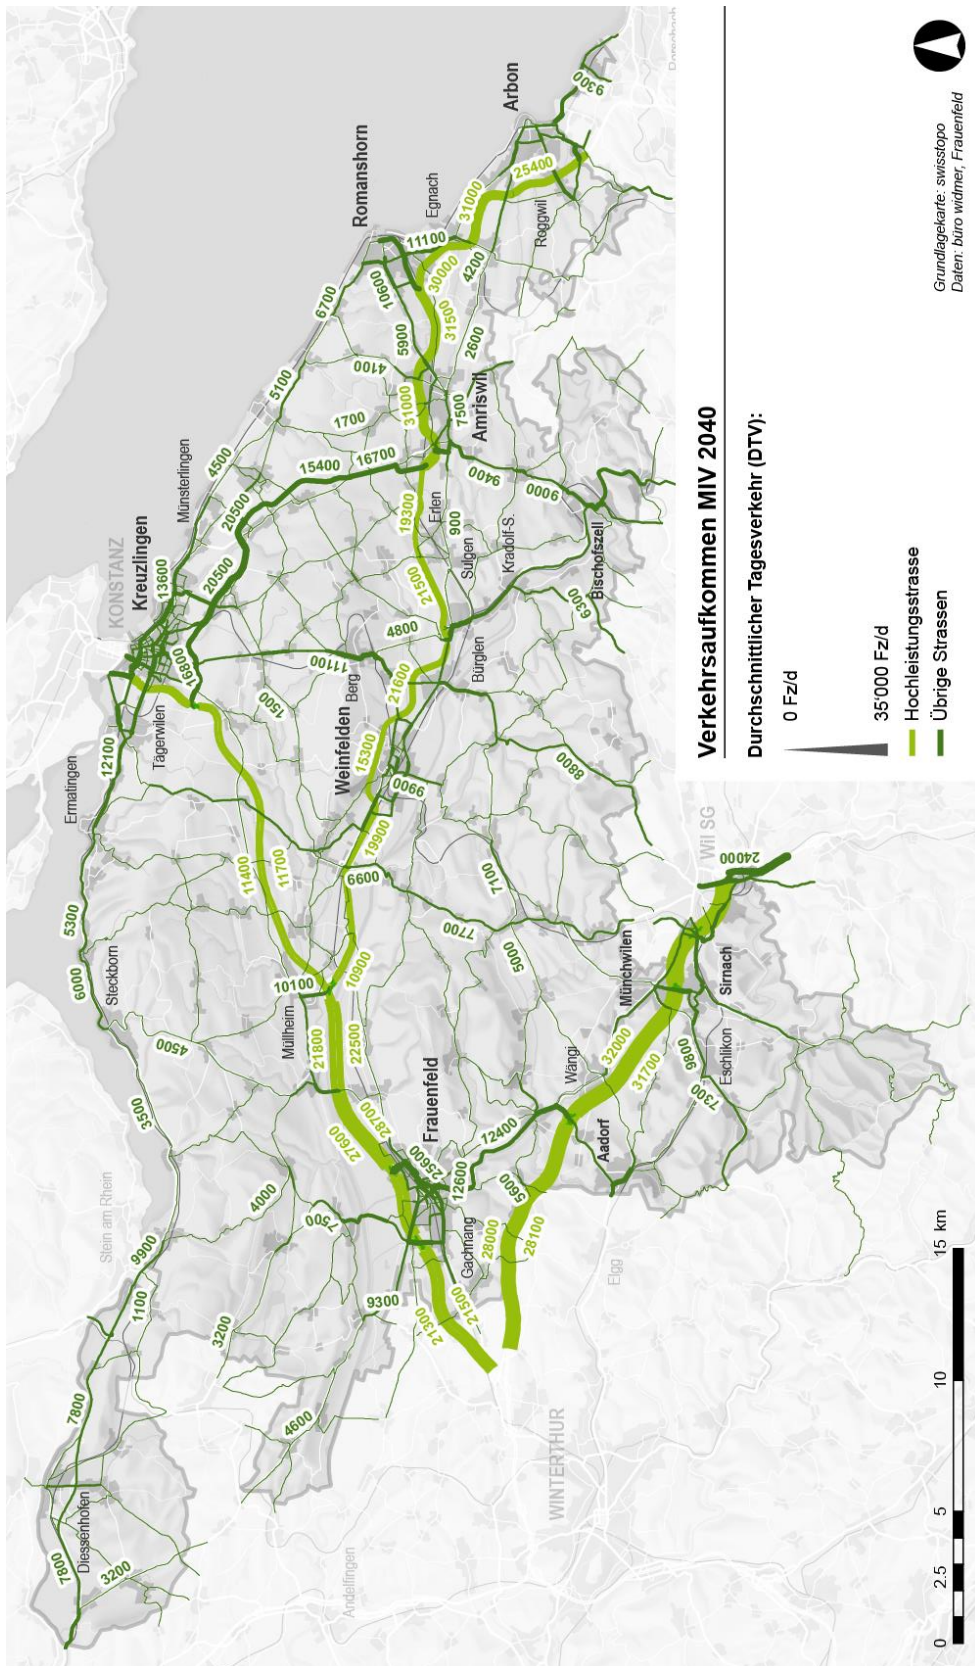 KONSTANZ
Kreuzlingen
Münsterlingen
Romanshorn
Egnach
Arbon
Roggwil
Amriswil
Erlen
Sulgen
Kradolf-S.
Bischofszell
Bürglen
Berg
Weinfelden
Tägerwilen
Ermatingen
Steckborn
Müllheim
Frauenfeld
Gachnang
Wängi
Aadorf
Münchwilen
Sirnach
Eschlikon
Wil SG
Elgg
WINTERTHUR
Andelfingen
Diessenhofen
Stein am Rhein
Rorschach
7800
3200
7800
1100
9900
3500
4500
6000
5300
12100
16800
13600
20500
20500
4500
15400
16700
5100
6700
1700
4100
5900
10600
11100
30000
31500
4200
31000
25400
9300
2600
7500
31000
9400
9000
19300
900
21500
4800
6300
11100
1500
21600
15300
9900
8800
19900
6990
11400
11700
10900
10100
7100
7700
5000
21800
22500
27600
28700
25600
12600
12400
4000
7500
3200
4600
9300
21300
21500
28000
28100
5600
32000
31700
9800
7300
24000
Verkehrsaufkommen MIV 2040
Durchschnittlicher Tagesverkehr (DTV):
0 Fz/d
35'000 Fz/d
Hochleistungsstrasse
Übrige Strassen
Grundlagekarte: swisstopo
Daten: büro widmer, Frauenfeld
0 2.5 5 10 15 km